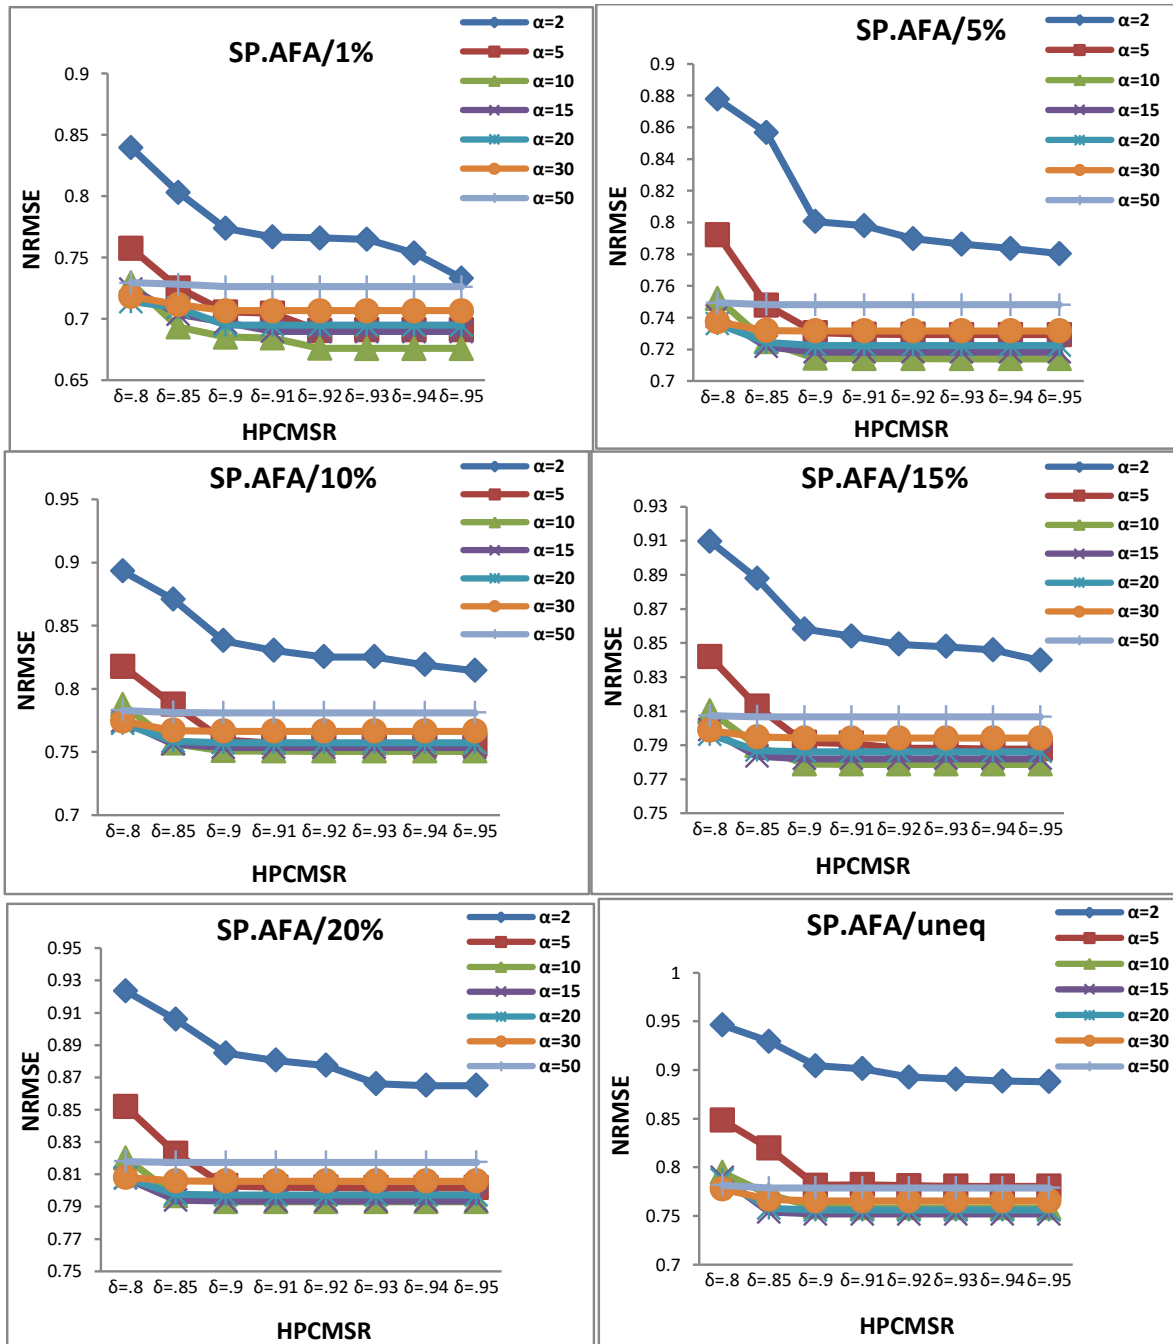 SP.AFA/1%
α=2
α=5
α=10
α=15
α=20
α=30
α=50
NRMSE
0.9
0.85
0.8
0.75
0.7
0.65
δ=.8 δ=.85 δ=.9 δ=.91 δ=.92 δ=.93 δ=.94 δ=.95
HPCMSR
SP.AFA/5%
α=2
α=5
α=10
α=15
α=20
α=30
α=50
NRMSE
0.9
0.88
0.86
0.84
0.82
0.8
0.78
0.76
0.74
0.72
0.7
δ=.8 δ=.85 δ=.9 δ=.91 δ=.92 δ=.93 δ=.94 δ=.95
HPCMSR
SP.AFA/10%
α=2
α=5
α=10
α=15
α=20
α=30
α=50
NRMSE
0.95
0.9
0.85
0.8
0.75
0.7
δ=.8 δ=.85 δ=.9 δ=.91 δ=.92 δ=.93 δ=.94 δ=.95
HPCMSR
SP.AFA/15%
α=2
α=5
α=10
α=15
α=20
α=30
α=50
NRMSE
0.93
0.91
0.89
0.87
0.85
0.83
0.81
0.79
0.77
0.75
δ=.8 δ=.85 δ=.9 δ=.91 δ=.92 δ=.93 δ=.94 δ=.95
HPCMSR
SP.AFA/20%
α=2
α=5
α=10
α=15
α=20
α=30
α=50
NRMSE
0.95
0.93
0.91
0.89
0.87
0.85
0.83
0.81
0.79
0.77
0.75
δ=.8 δ=.85 δ=.9 δ=.91 δ=.92 δ=.93 δ=.94 δ=.95
HPCMSR
SP.AFA/uneq
α=2
α=5
α=10
α=15
α=20
α=30
α=50
NRMSE
1
0.95
0.9
0.85
0.8
0.75
0.7
δ=.8 δ=.85 δ=.9 δ=.91 δ=.92 δ=.93 δ=.94 δ=.95
HPCMSR